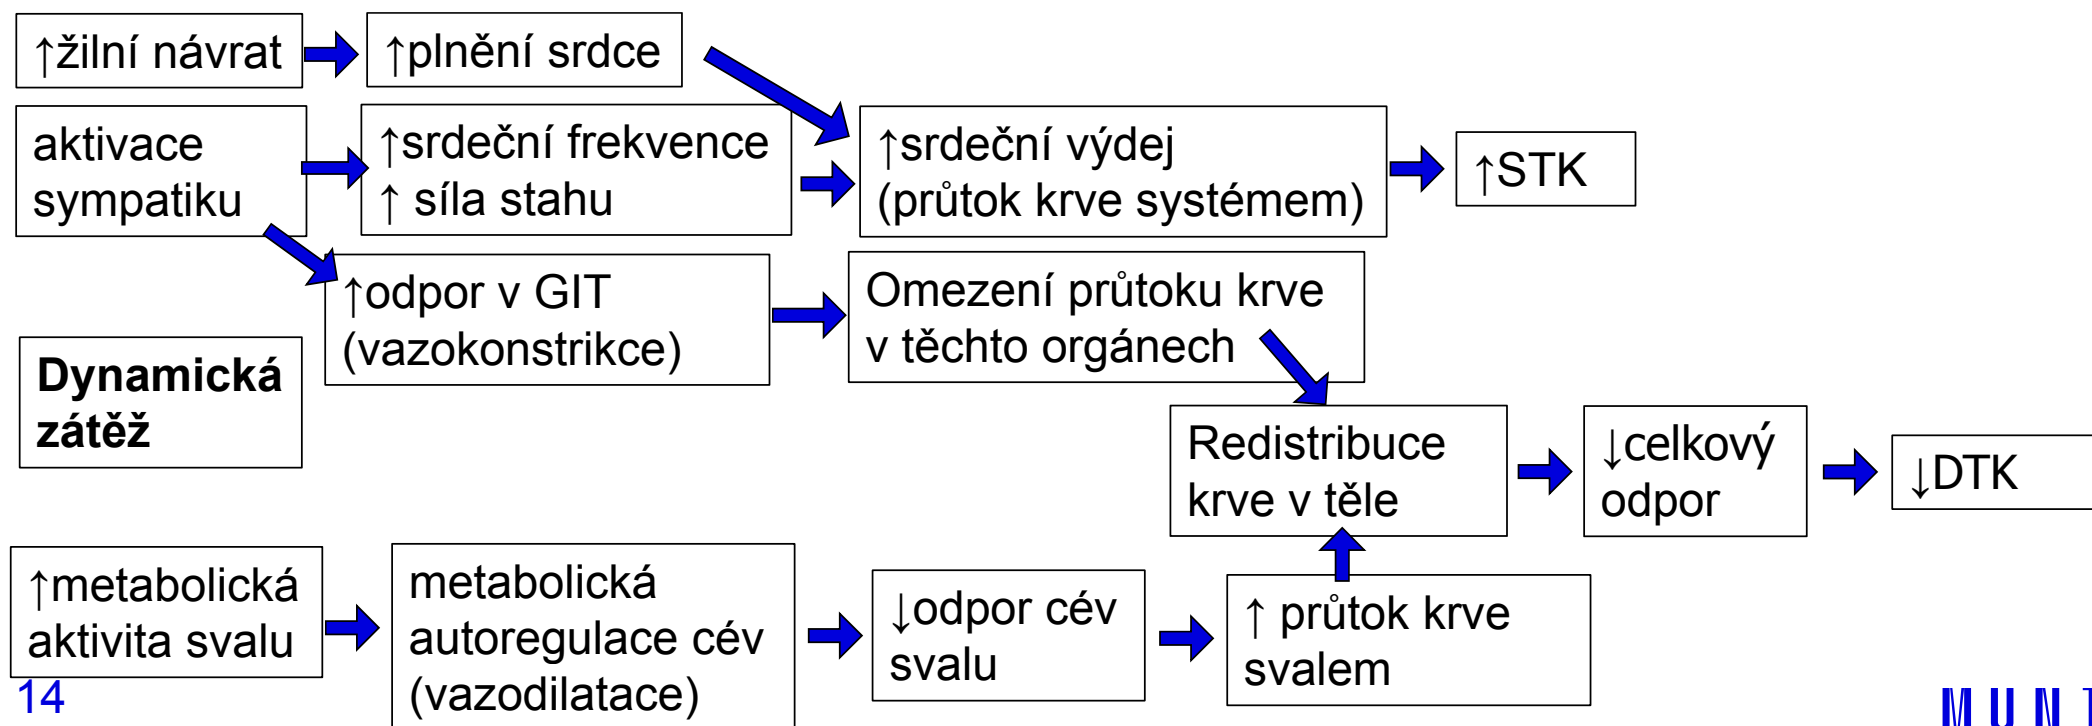 ↑žilní návrat
↑plnění srdce
aktivace
sympatiku
↑srdeční frekvence
↑ síla stahu
↑srdeční výdej
(průtok krve systémem)
↑STK
↑odpor v GIT
(vazokonstrikce)
Omezení průtoku krve
v těchto orgánech
Dynamická
zátěž
Redistribuce
krve v těle
↓celkový
odpor
↓DTK
↑metabolická
aktivita svalu
metabolická
autoregulace cév
(vazodilatace)
↓odpor cév
svalu
↑ průtok krve
svalem
14
MUN